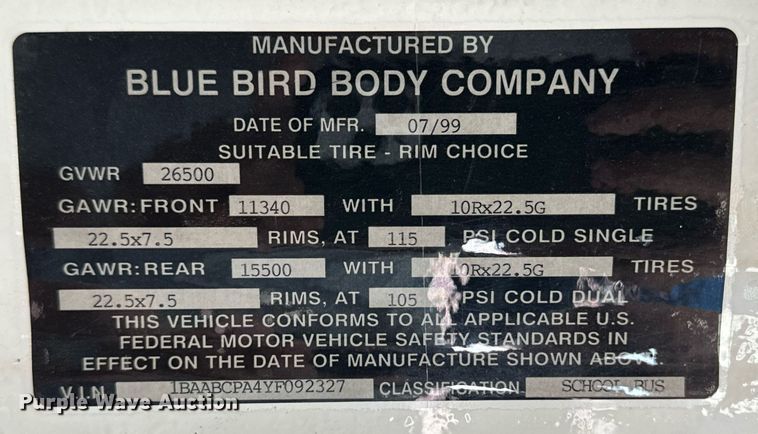 MANUFACTURED BY
BLUE BIRD BODY COMPANY
DATE OF MFR. 07/99
SUITABLE TIRE - RIM CHOICE
GVWR 26500
GAWR: FRONT 11340 WITH 10Rx22.5G TIRES
22.5x7.5 RIMS, AT 115 PSI COLD SINGLE
GAWR: REAR 15500 WITH 10Rx22.5G TIRES
22.5x7.5 RIMS, AT 105 PSI COLD DUAL
THIS VEHICLE CONFORMS TO ALL APPLICABLE U.S.
FEDERAL MOTOR VEHICLE SAFETY STANDARDS IN
EFFECT ON THE DATE OF MANUFACTURE SHOWN ABOVE.
V.I.N. 1BAABCPA4YF092327 CLASSIFICATION SCHOOL BUS
Purple Wave Auction
Purple Wave Auction